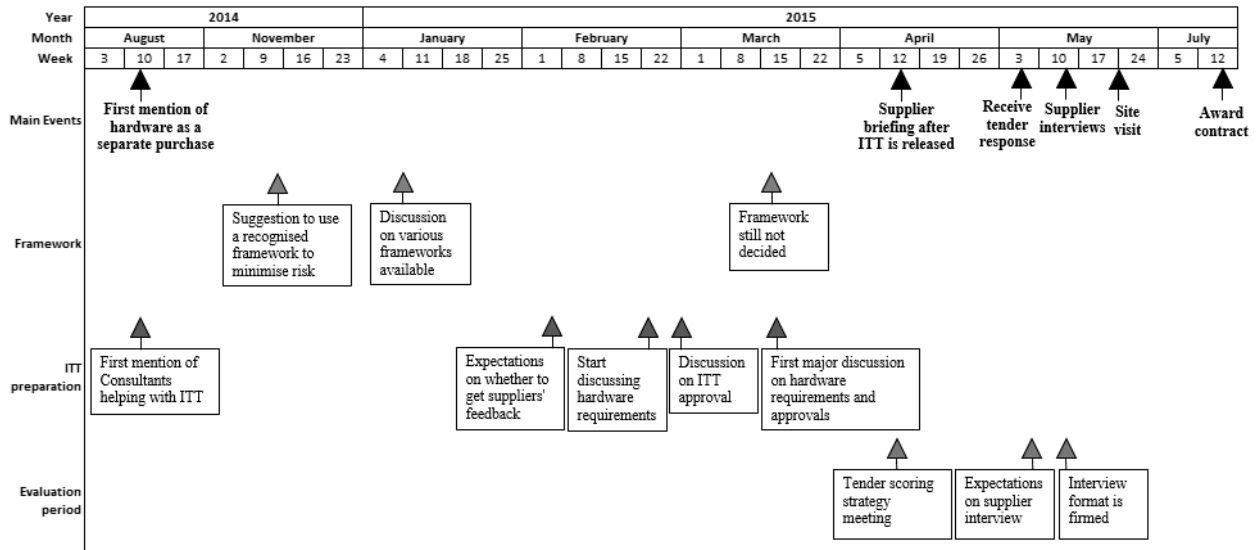 Year 2014 2015
Month August November January February March April May July
Week 3 10 17 2 9 16 23 4 11 18 25 1 8 15 22 1 8 15 22 5 12 19 26 3 10 17 24 5 12
Main Events
First mention of
hardware as a
separate purchase
Supplier
briefing after
ITT is released
Receive
tender
response
Supplier
interviews
Site
visit
Award
contract
Framework
Suggestion to use
a recognised
framework to
minimise risk
Discussion
on various
frameworks
available
Framework
still not
decided
ITT
preparation
First mention of
Consultants
helping with ITT
Expectations
on whether to
get suppliers'
feedback
Start
discussing
hardware
requirements
Discussion
on ITT
approval
First major discussion
on hardware
requirements and
approvals
Evaluation
period
Tender scoring
strategy
meeting
Expectations
on supplier
interview
Interview
format is
firmed